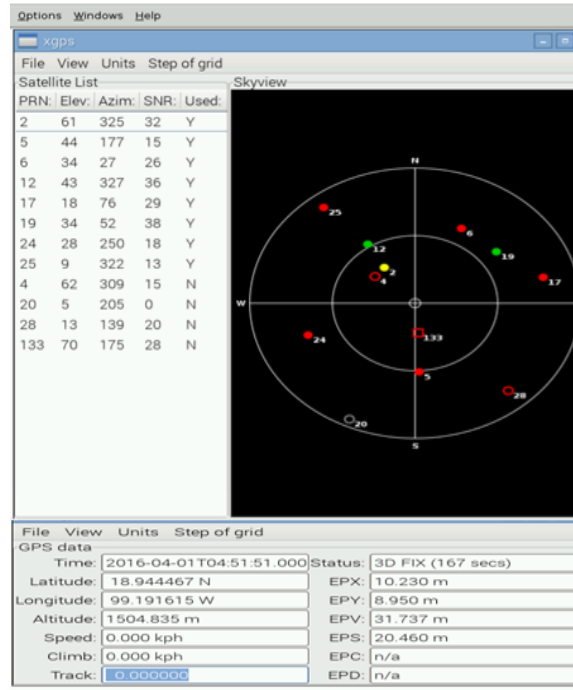 Options Windows Help
xgps
File View Units Step of grid
Satellite List
PRN: Elev: Azim: SNR: Used:
2 61 325 32 Y
5 44 177 15 Y
6 34 27 26 Y
12 43 327 36 Y
17 18 76 29 Y
19 34 52 38 Y
24 28 250 18 Y
25 9 322 13 Y
4 62 309 15 N
20 5 205 0 N
28 13 139 20 N
133 70 175 28 N
Skyview
N
25
6
12
19
2
4
17
W
24
133
5
28
20
S
File View Units Step of grid
GPS data
Time: 2016-04-01T04:51:51.000 Status: 3D FIX (167 secs)
Latitude: 18.944467 N EPX: 10.230 m
Longitude: 99.191615 W EPY: 8.950 m
Altitude: 1504.835 m EPV: 31.737 m
Speed: 0.000 kph EPS: 20.460 m
Climb: 0.000 kph EPC: n/a
Track: 0.000000 EPD: n/a